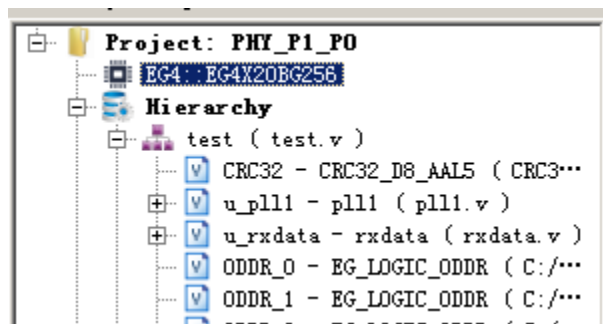 Project: PHY_P1_P0
EG4::EG4X20BG256
Hierarchy
test ( test.v )
CRC32 - CRC32_D8_AAL5 ( CRC3···
u_pll1 - pll1 ( pll1.v )
u_rxdata - rxdata ( rxdata.v )
ODDR_0 - EG_LOGIC_ODDR ( C:/···
ODDR_1 - EG_LOGIC_ODDR ( C:/···